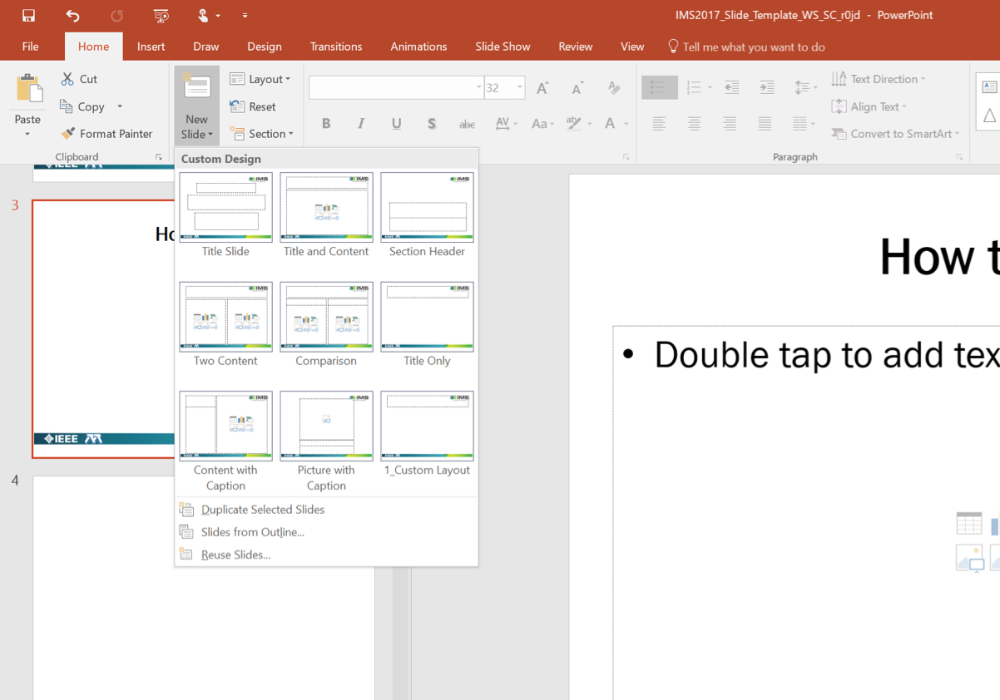 IMS2017_Slide_Template_WS_SC_r0jd - PowerPoint
File Home Insert Draw Design Transitions Animations Slide Show Review View Tell me what you want to do
Paste
Cut
Copy
Format Painter
Clipboard
New
Slide
Layout
Reset
Section
32
B I U S abc AV Aa A
Text Direction
Align Text
Convert to SmartArt
Paragraph
Custom Design
Title Slide
Title and Content
Section Header
Two Content
Comparison
Title Only
Content with
Caption
Picture with
Caption
1_Custom Layout
Duplicate Selected Slides
Slides from Outline...
Reuse Slides...
3
Ho
IEEE
4
How t
• Double tap to add tex